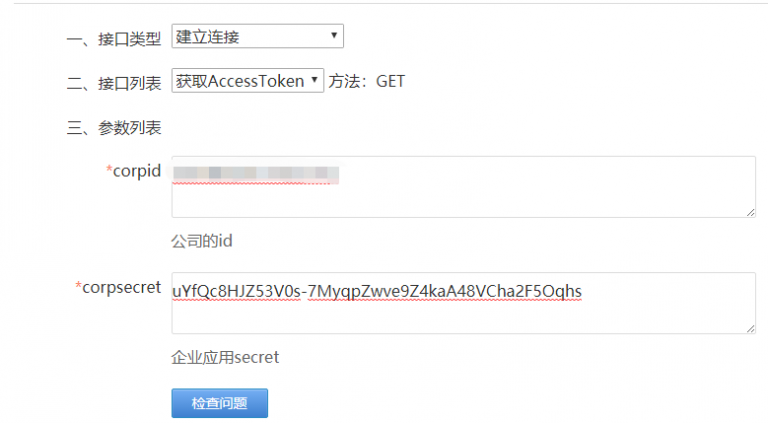 一、接口类型 建立连接
二、接口列表 获取AccessToken 方法：GET
三、参数列表
*corpid
公司的id
*corpsecret uYfQc8HJZ53V0s-7MyqpZwve9Z4kaA48VCha2F5Oqhs
企业应用secret
检查问题